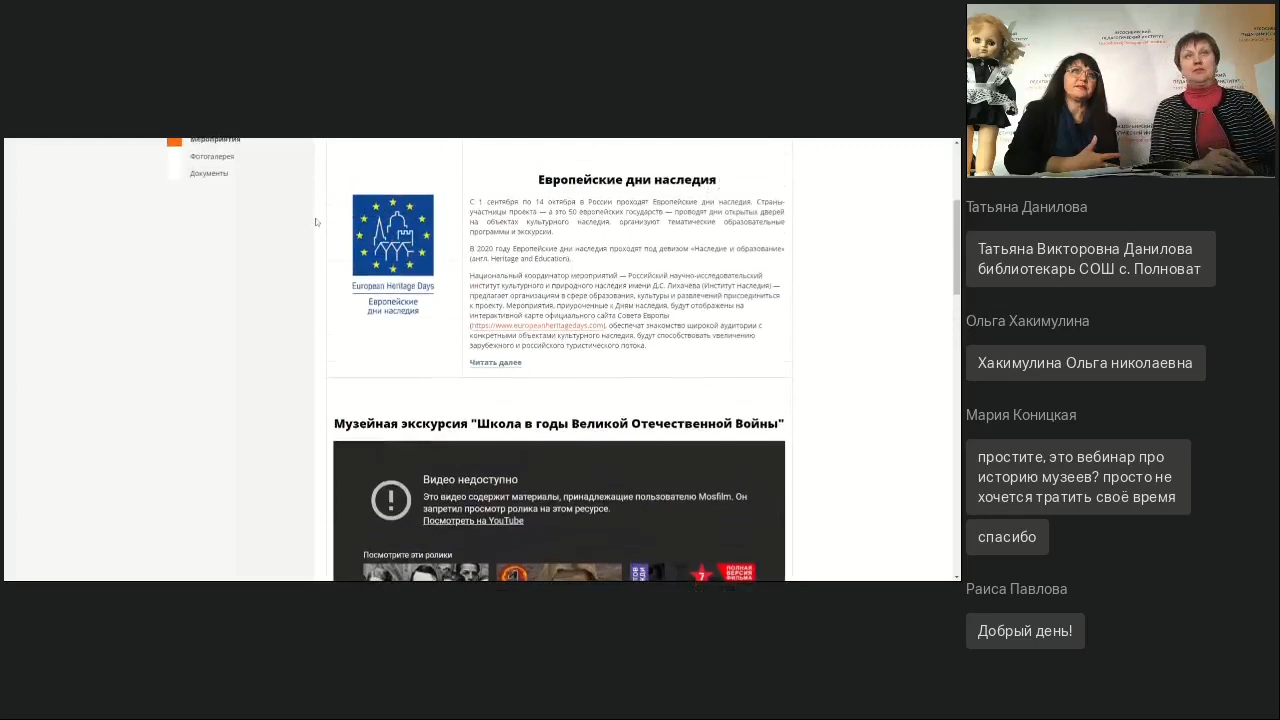 Мероприятия
Фотогалерея
Документы
Европейские дни наследия
С 1 сентября по 14 октября в России проходят Европейские дни наследия. Страны-
участницы проекта — а это 50 европейских государств — проводят дни открытых дверей
на объектах культурного наследия, организуют тематические образовательные
программы и экскурсии.
В 2020 году Европейские дни наследия проходят под девизом «Наследие и образование»
(англ. Heritage and Education).
Национальный координатор мероприятий — Российский научно-исследовательский
институт культурного и природного наследия имени Д.С. Лихачёва (Институт Наследия) —
предлагает организациям в сфере образования, культуры и развлечений присоединиться
к проекту. Мероприятия, приуроченные к Дням наследия, будут отображены на
интерактивной карте официального сайта Совета Европы
(https://www.europeanheritagedays.com), обеспечат знакомство широкой аудитории с
конкретными объектами культурного наследия, будут способствовать увеличению
зарубежного и российского туристического потока.
Читать далее
European Heritage Days
Европейские
дни наследия
Музейная экскурсия "Школа в годы Великой Отечественной Войны"
Видео недоступно
Это видео содержит материалы, принадлежащие пользователю Mosfilm. Он
запретил просмотр ролика на этом ресурсе.
Посмотреть на YouTube
Посмотрите эти ролики
7
ПОЛНАЯ
ВЕРСИЯ
ФИЛЬМА
Татьяна Данилова
Татьяна Викторовна Данилова
библиотекарь СОШ с. Полноват
Ольга Хакимулина
Хакимулина Ольга николаевна
Мария Коницкая
простите, это вебинар про
историю музеев? просто не
хочется тратить своё время
спасибо
Раиса Павлова
Добрый день!